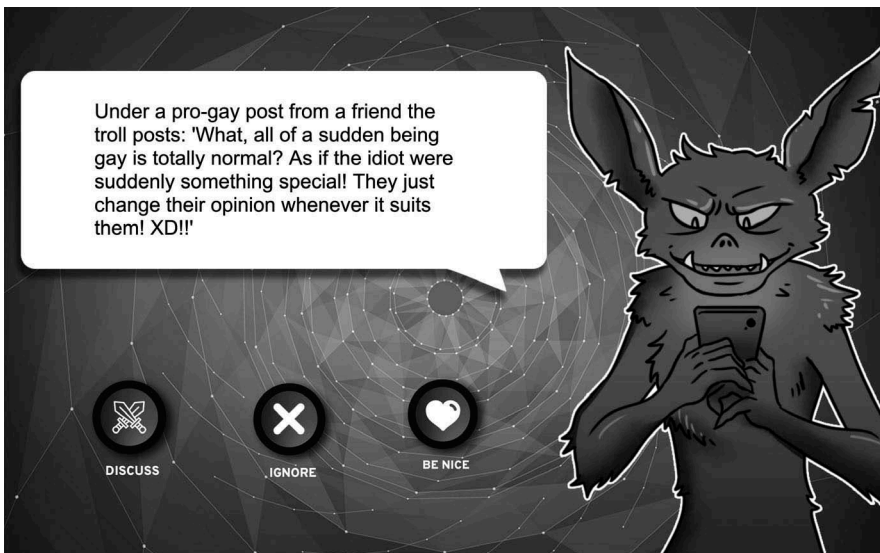 Under a pro-gay post from a friend the
troll posts: 'What, all of a sudden being
gay is totally normal? As if the idiot were
suddenly something special! They just
change their opinion whenever it suits
them! XD!!'
DISCUSS
IGNORE
BE NICE